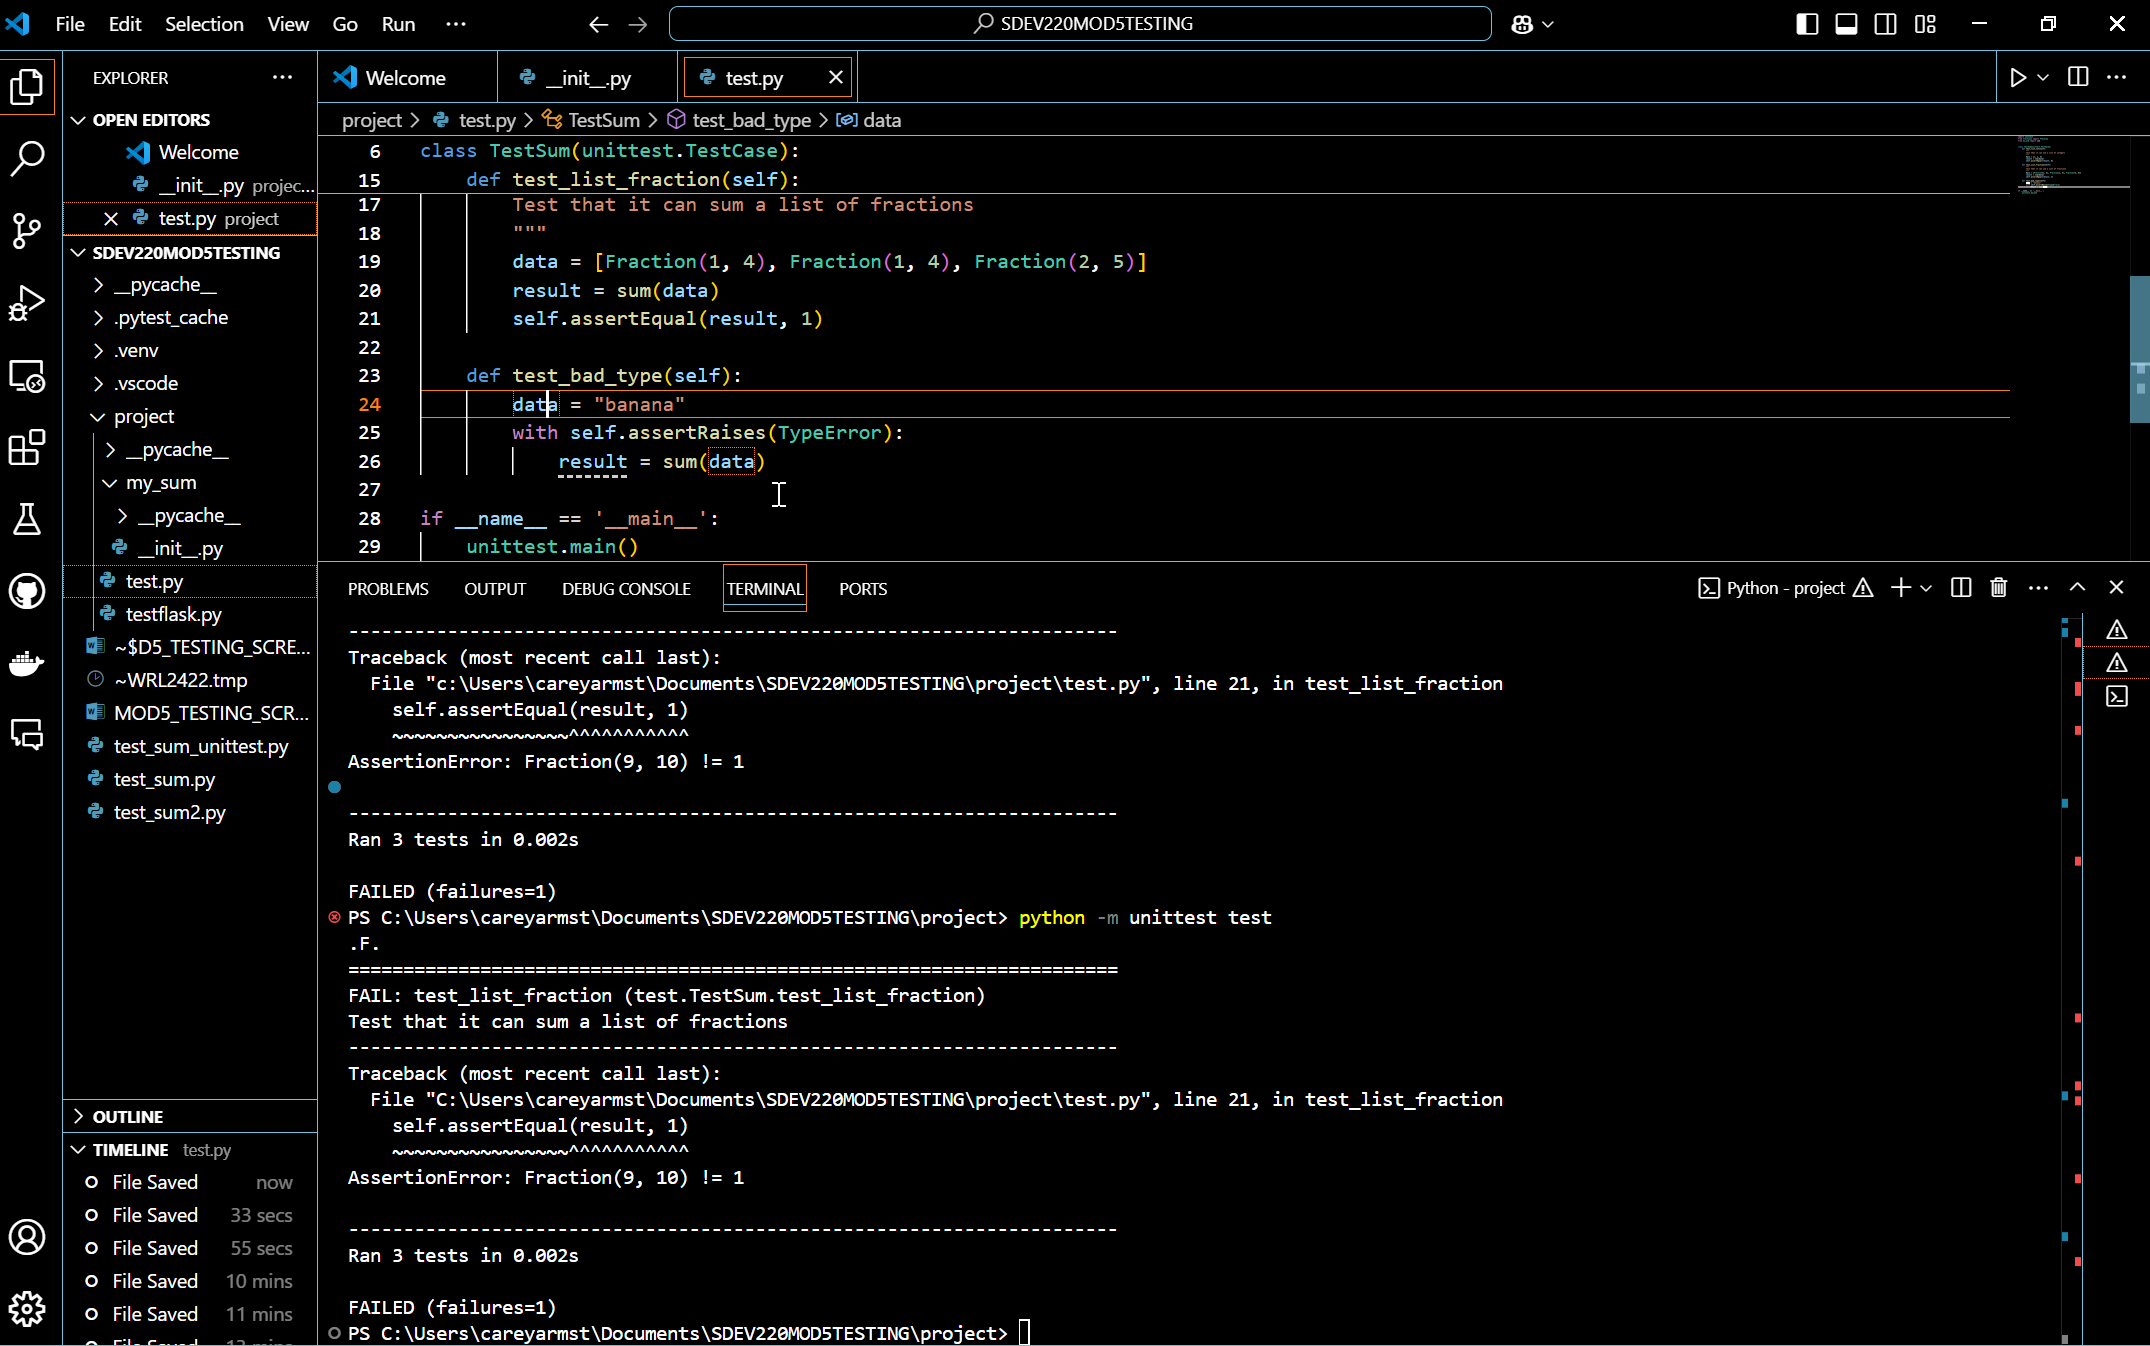 File Edit Selection View Go Run ··· SDEV220MOD5TESTING
EXPLORER
OPEN EDITORS
Welcome
__init__.py projec...
test.py project
SDEV220MOD5TESTING
__pycache__
.pytest_cache
.venv
.vscode
project
__pycache__
my_sum
__pycache__
__init__.py
test.py
testflask.py
~$D5_TESTING_SCRE...
~WRL2422.tmp
MOD5_TESTING_SCR...
test_sum_unittest.py
test_sum.py
test_sum2.py
OUTLINE
TIMELINE test.py
File Saved now
File Saved 33 secs
File Saved 55 secs
File Saved 10 mins
File Saved 11 mins
Welcome __init__.py test.py
project > test.py > TestSum > test_bad_type > data
6 class TestSum(unittest.TestCase):
15 def test_list_fraction(self):
17 Test that it can sum a list of fractions
18 """
19 data = [Fraction(1, 4), Fraction(1, 4), Fraction(2, 5)]
20 result = sum(data)
21 self.assertEqual(result, 1)
22
23 def test_bad_type(self):
24 data = "banana"
25 with self.assertRaises(TypeError):
26 result = sum(data)
27
28 if __name__ == '__main__':
29 unittest.main()
PROBLEMS OUTPUT DEBUG CONSOLE TERMINAL PORTS Python - project
----------------------------------------------------------------------
Traceback (most recent call last):
File "c:\Users\careyarmst\Documents\SDEV220MOD5TESTING\project\test.py", line 21, in test_list_fraction
self.assertEqual(result, 1)
~~~~~~~~~~~~~~~~^^^^^^^^^^^
AssertionError: Fraction(9, 10) != 1
----------------------------------------------------------------------
Ran 3 tests in 0.002s
FAILED (failures=1)
PS C:\Users\careyarmst\Documents\SDEV220MOD5TESTING\project> python -m unittest test
.F.
======================================================================
FAIL: test_list_fraction (test.TestSum.test_list_fraction)
Test that it can sum a list of fractions
----------------------------------------------------------------------
Traceback (most recent call last):
File "C:\Users\careyarmst\Documents\SDEV220MOD5TESTING\project\test.py", line 21, in test_list_fraction
self.assertEqual(result, 1)
~~~~~~~~~~~~~~~~^^^^^^^^^^^
AssertionError: Fraction(9, 10) != 1
----------------------------------------------------------------------
Ran 3 tests in 0.002s
FAILED (failures=1)
PS C:\Users\careyarmst\Documents\SDEV220MOD5TESTING\project>